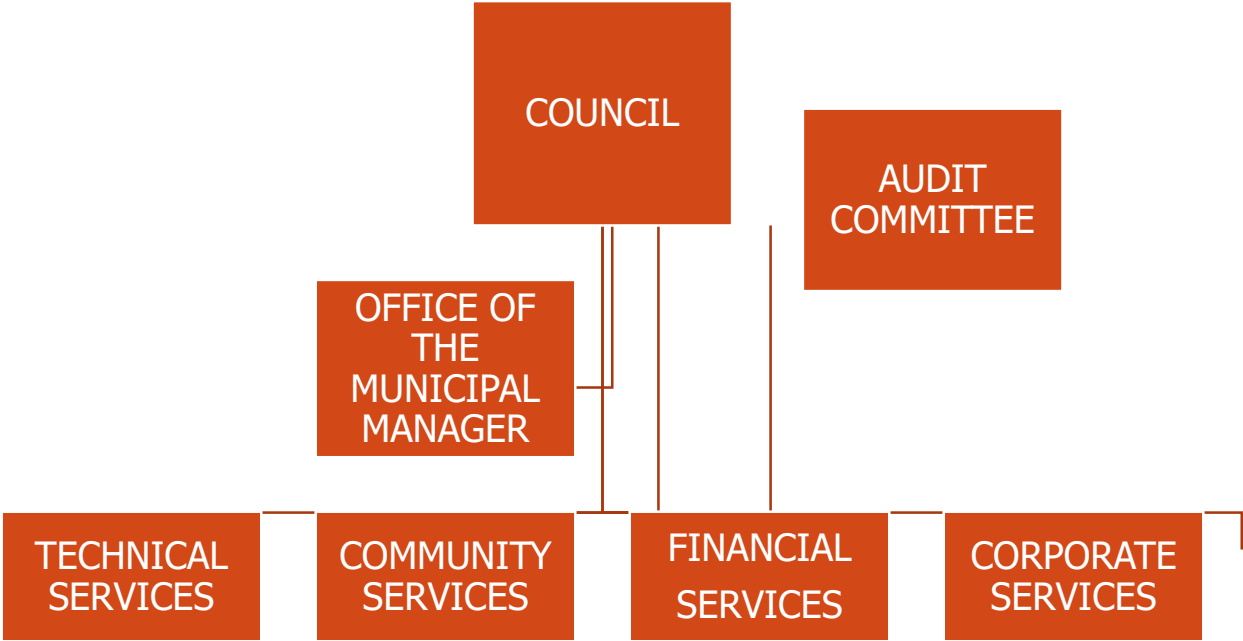 COUNCIL
AUDIT
COMMITTEE
OFFICE OF
THE
MUNICIPAL
MANAGER
TECHNICAL
SERVICES
COMMUNITY
SERVICES
FINANCIAL
SERVICES
CORPORATE
SERVICES